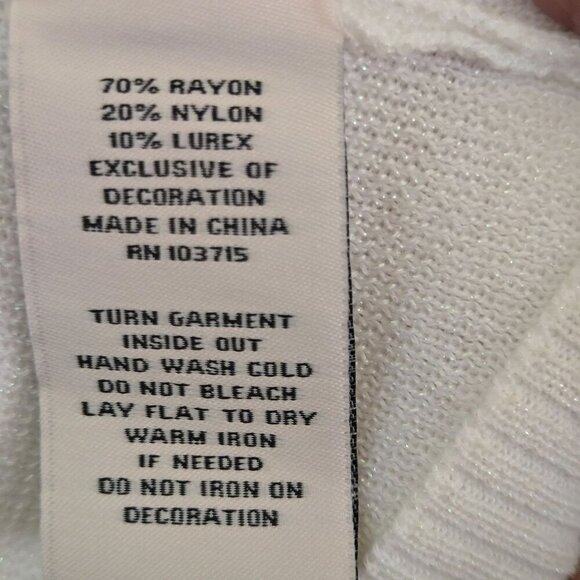 70% RAYON
20% NYLON
10% LUREX
EXCLUSIVE OF
DECORATION
MADE IN CHINA
RN 103715
TURN GARMENT
INSIDE OUT
HAND WASH COLD
DO NOT BLEACH
LAY FLAT TO DRY
WARM IRON
IF NEEDED
DO NOT IRON ON
DECORATION